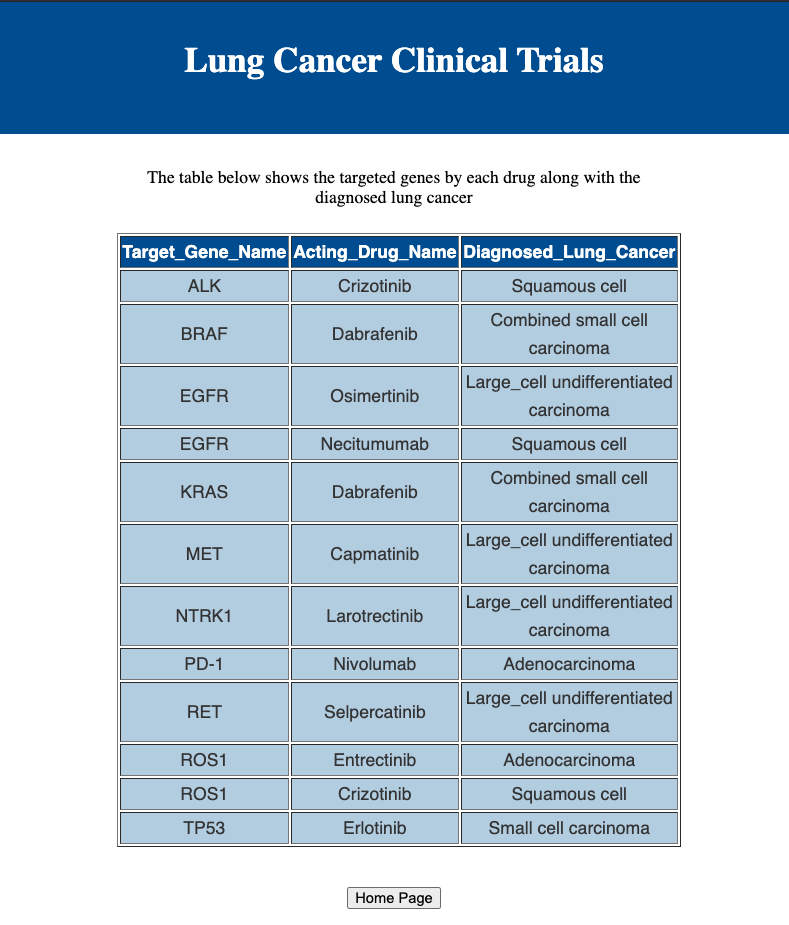 Lung Cancer Clinical Trials
The table below shows the targeted genes by each drug along with the
diagnosed lung cancer
Target_Gene_Name Acting_Drug_Name Diagnosed_Lung_Cancer
ALK Crizotinib Squamous cell
BRAF Dabrafenib Combined small cell
carcinoma
EGFR Osimertinib Large_cell undifferentiated
carcinoma
EGFR Necitumumab Squamous cell
KRAS Dabrafenib Combined small cell
carcinoma
MET Capmatinib Large_cell undifferentiated
carcinoma
NTRK1 Larotrectinib Large_cell undifferentiated
carcinoma
PD-1 Nivolumab Adenocarcinoma
RET Selpercatinib Large_cell undifferentiated
carcinoma
ROS1 Entrectinib Adenocarcinoma
ROS1 Crizotinib Squamous cell
TP53 Erlotinib Small cell carcinoma
Home Page